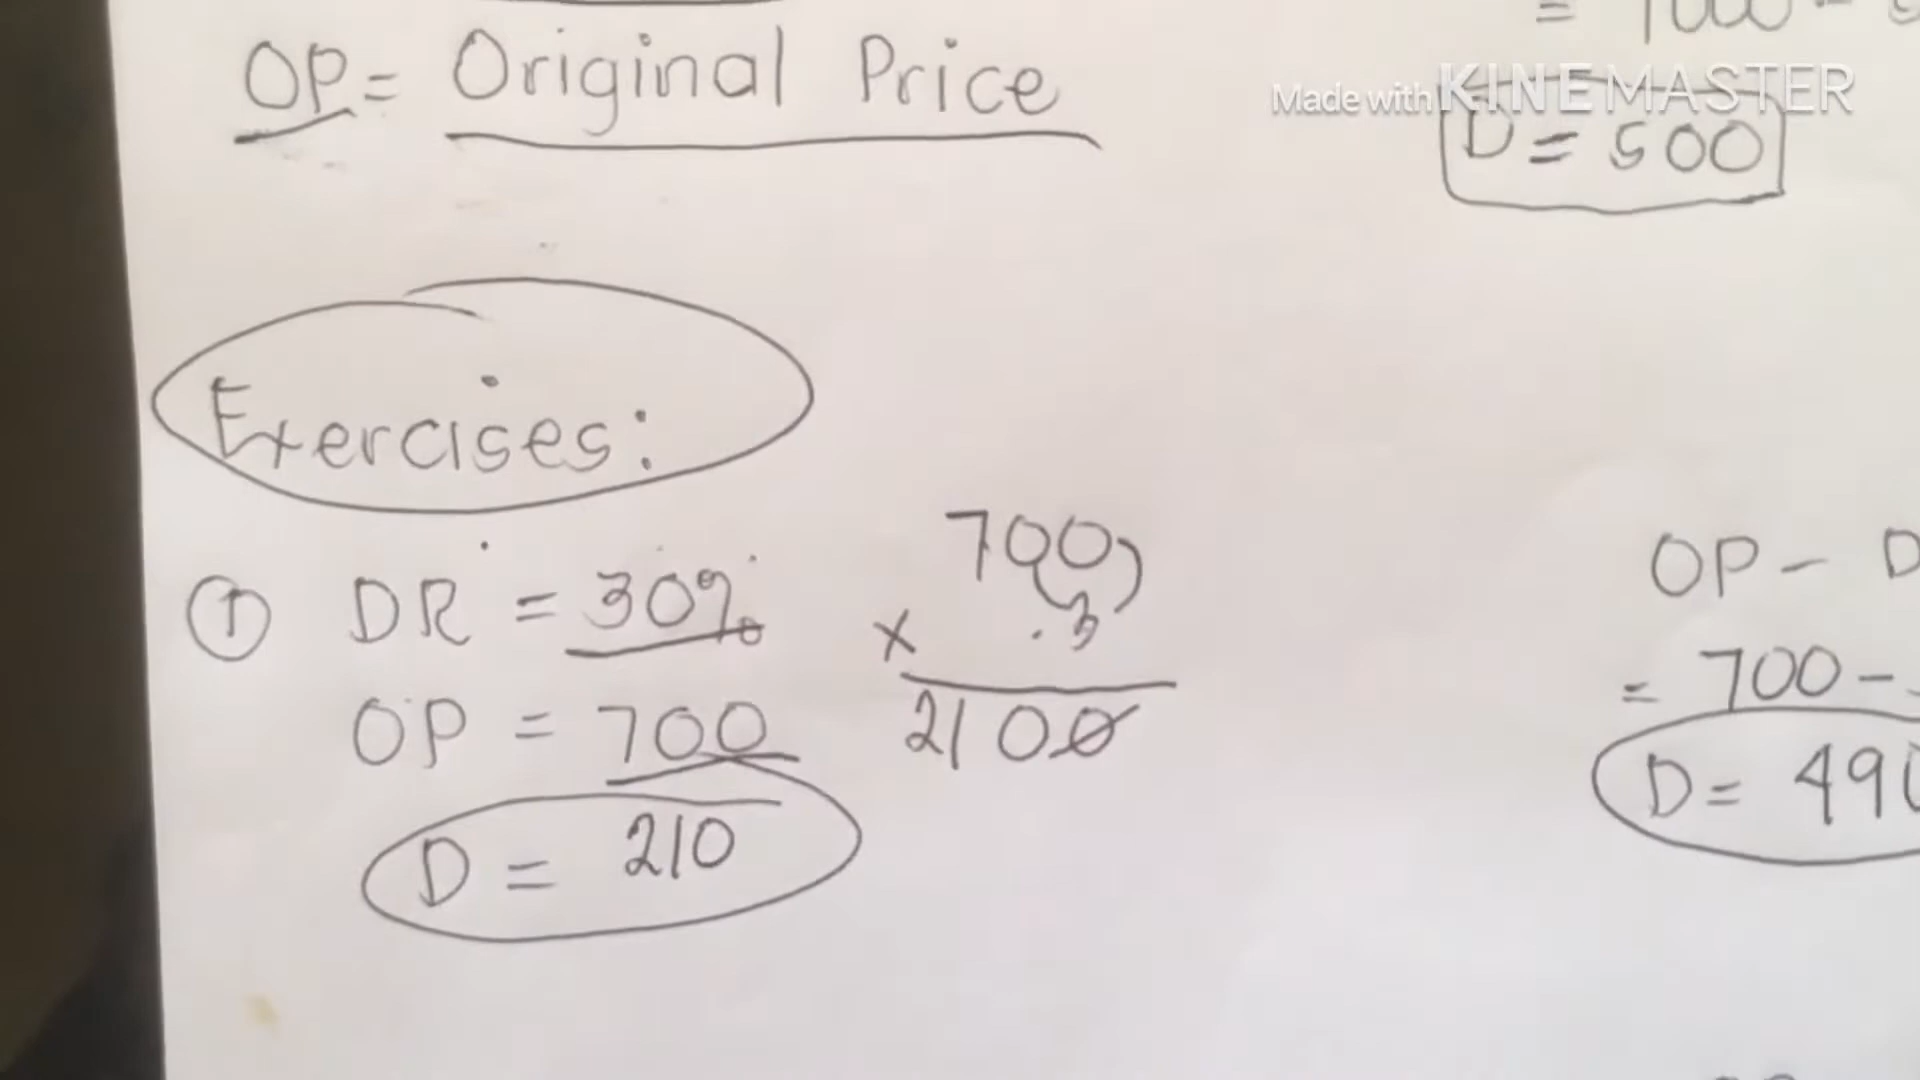 OP = Original Price
Made with KINEMASTER
D = 500
Exercises:
① DR = 30%
OP = 700
D = 210
700
× .3
2100
OP - D
= 700 -
D = 490